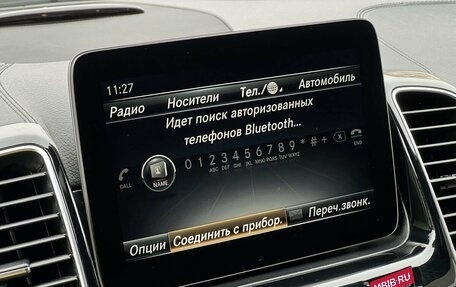 11:27
Радио Носители Тел./ Автомобиль
Идет поиск авторизованных
телефонов Bluetooth...
0 1 2 3 4 5 6 7 8 9 * # +
ABC DEF GHI JKL MNO PQRS TUV WXYZ
CALL NAME END
Опции Соединить с прибор. Переч.звонк.